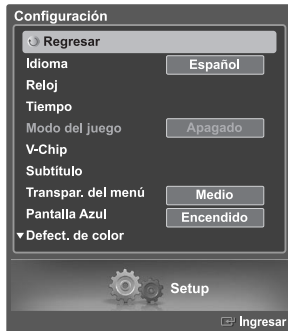 Configuración
Regresar
Idioma Español
Reloj
Tiempo
Modo del juego Apagado
V-Chip
Subtítulo
Transpar. del menú Medio
Pantalla Azul Encendido
▼Defect. de color
Setup
Ingresar